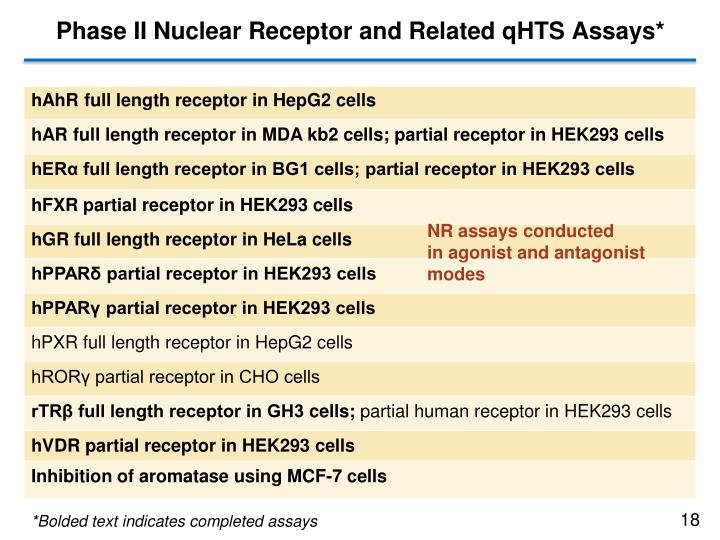 Phase II Nuclear Receptor and Related qHTS Assays*
hAhR full length receptor in HepG2 cells
hAR full length receptor in MDA kb2 cells; partial receptor in HEK293 cells
hERα full length receptor in BG1 cells; partial receptor in HEK293 cells
hFXR partial receptor in HEK293 cells
hGR full length receptor in HeLa cells
hPPARδ partial receptor in HEK293 cells
NR assays conducted
in agonist and antagonist
modes
hPPARγ partial receptor in HEK293 cells
hPXR full length receptor in HepG2 cells
hRORγ partial receptor in CHO cells
rTRβ full length receptor in GH3 cells; partial human receptor in HEK293 cells
hVDR partial receptor in HEK293 cells
Inhibition of aromatase using MCF-7 cells
*Bolded text indicates completed assays
18